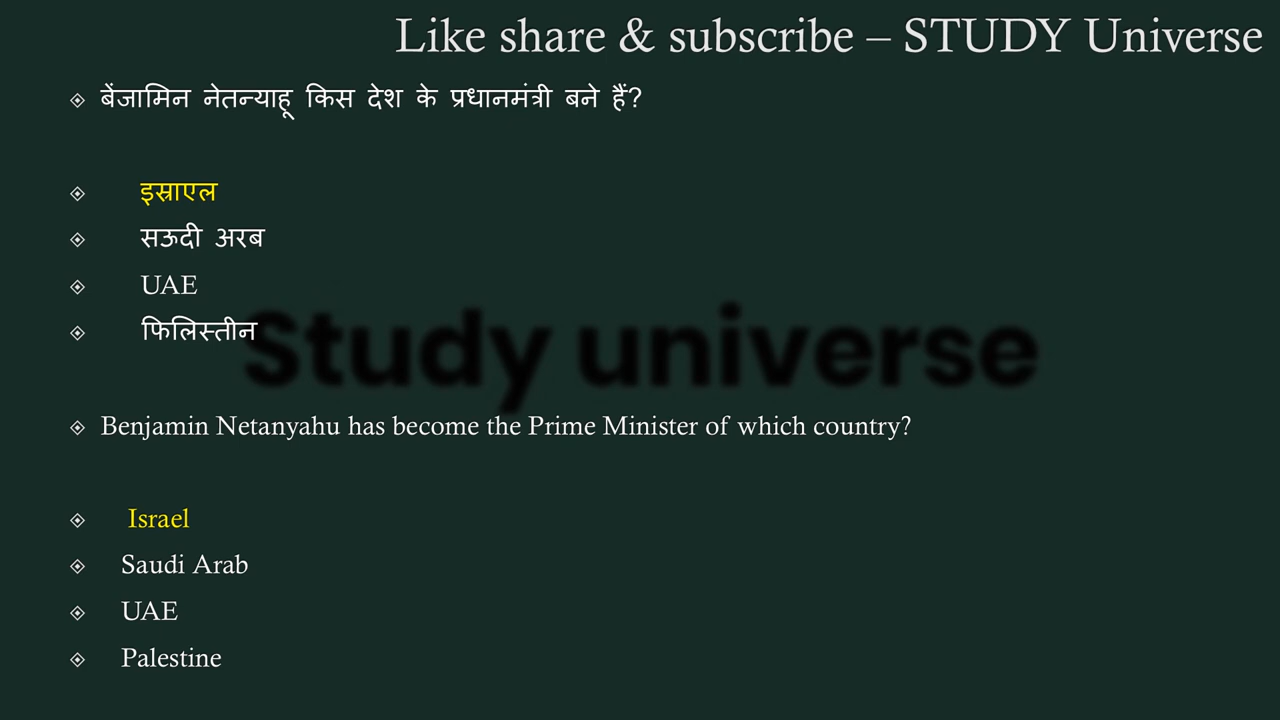 Like share & subscribe – STUDY Universe
बेंजामिन नेतन्याहू किस देश के प्रधानमंत्री बने हैं?
इस्राएल
सऊदी अरब
UAE
फिलिस्तीन
Study universe
Benjamin Netanyahu has become the Prime Minister of which country?
Israel
Saudi Arab
UAE
Palestine